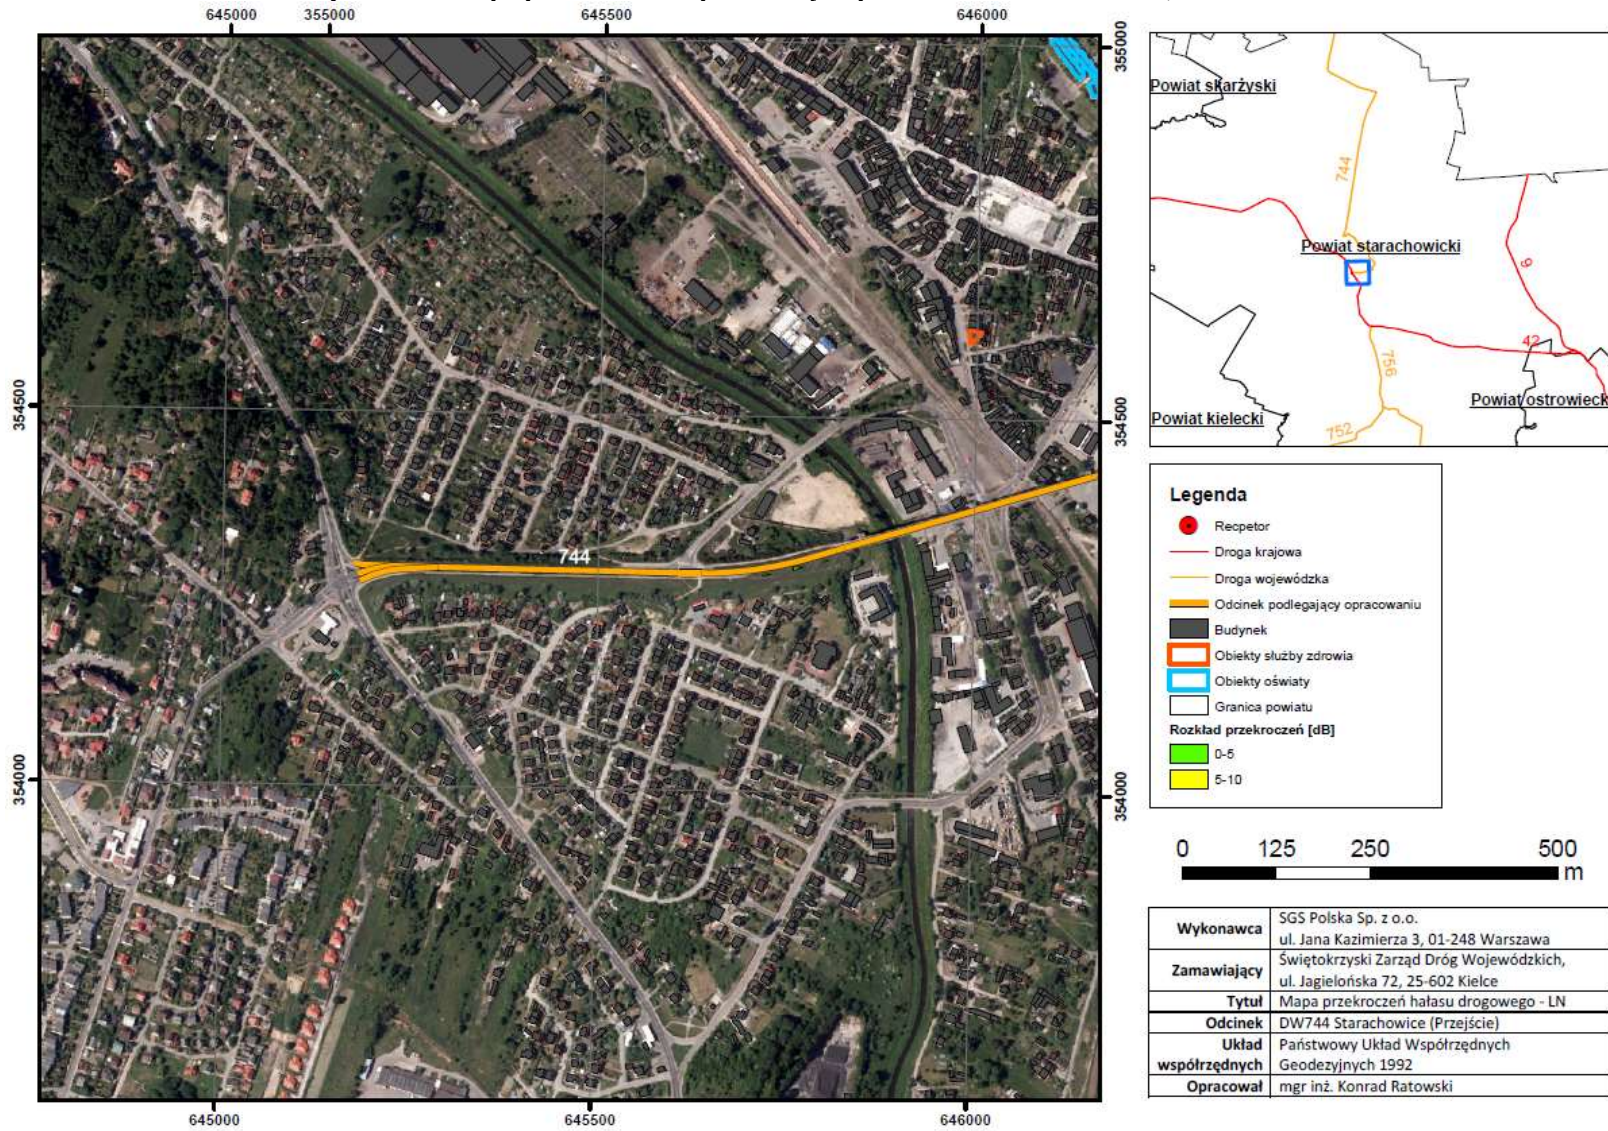 645000
355000
645500
646000
355000
354500
354500
354000
354000
645000
645500
646000
744
Powiat skarżyski
744
Powiat starachowicki
9
42
756
Powiat ostrowieck
Powiat kielecki
752
Legenda
Recpetor
Droga krajowa
Droga wojewódzka
Odcinek podlegający opracowaniu
Budynek
Obiekty służby zdrowia
Obiekty oświaty
Granica powiatu
Rozkład przekroczeń [dB]
0-5
5-10
0 125 250 500
m
Wykonawca SGS Polska Sp. z o.o.
ul. Jana Kazimierza 3, 01-248 Warszawa
Zamawiający Świętokrzyski Zarząd Dróg Wojewódzkich,
ul. Jagielońska 72, 25-602 Kielce
Tytuł Mapa przekroczeń hałasu drogowego - LN
Odcinek DW744 Starachowice (Przejście)
Układ Państwowy Układ Współrzędnych
współrzędnych Geodezyjnych 1992
Opracował mgr inż. Konrad Ratowski